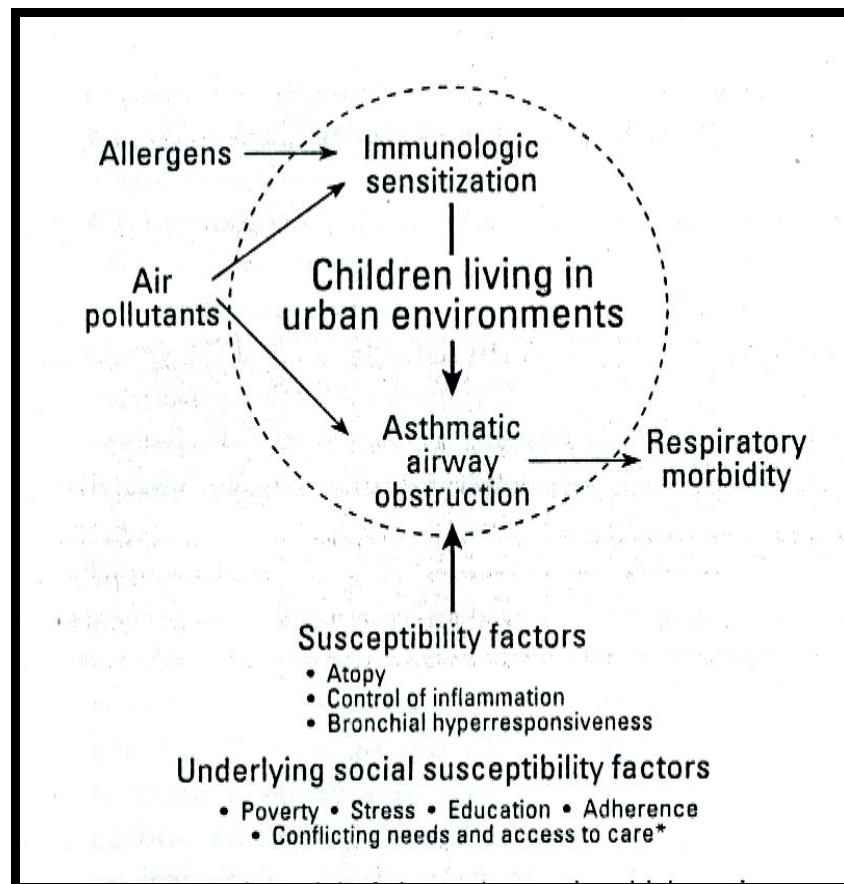 Allergens
Immunologic
sensitization
Air
pollutants
Children living in
urban environments
Asthmatic
airway
obstruction
Respiratory
morbidity
Susceptibility factors
• Atopy
• Control of inflammation
• Bronchial hyperresponsiveness
Underlying social susceptibility factors
• Poverty • Stress • Education • Adherence
• Conflicting needs and access to care*